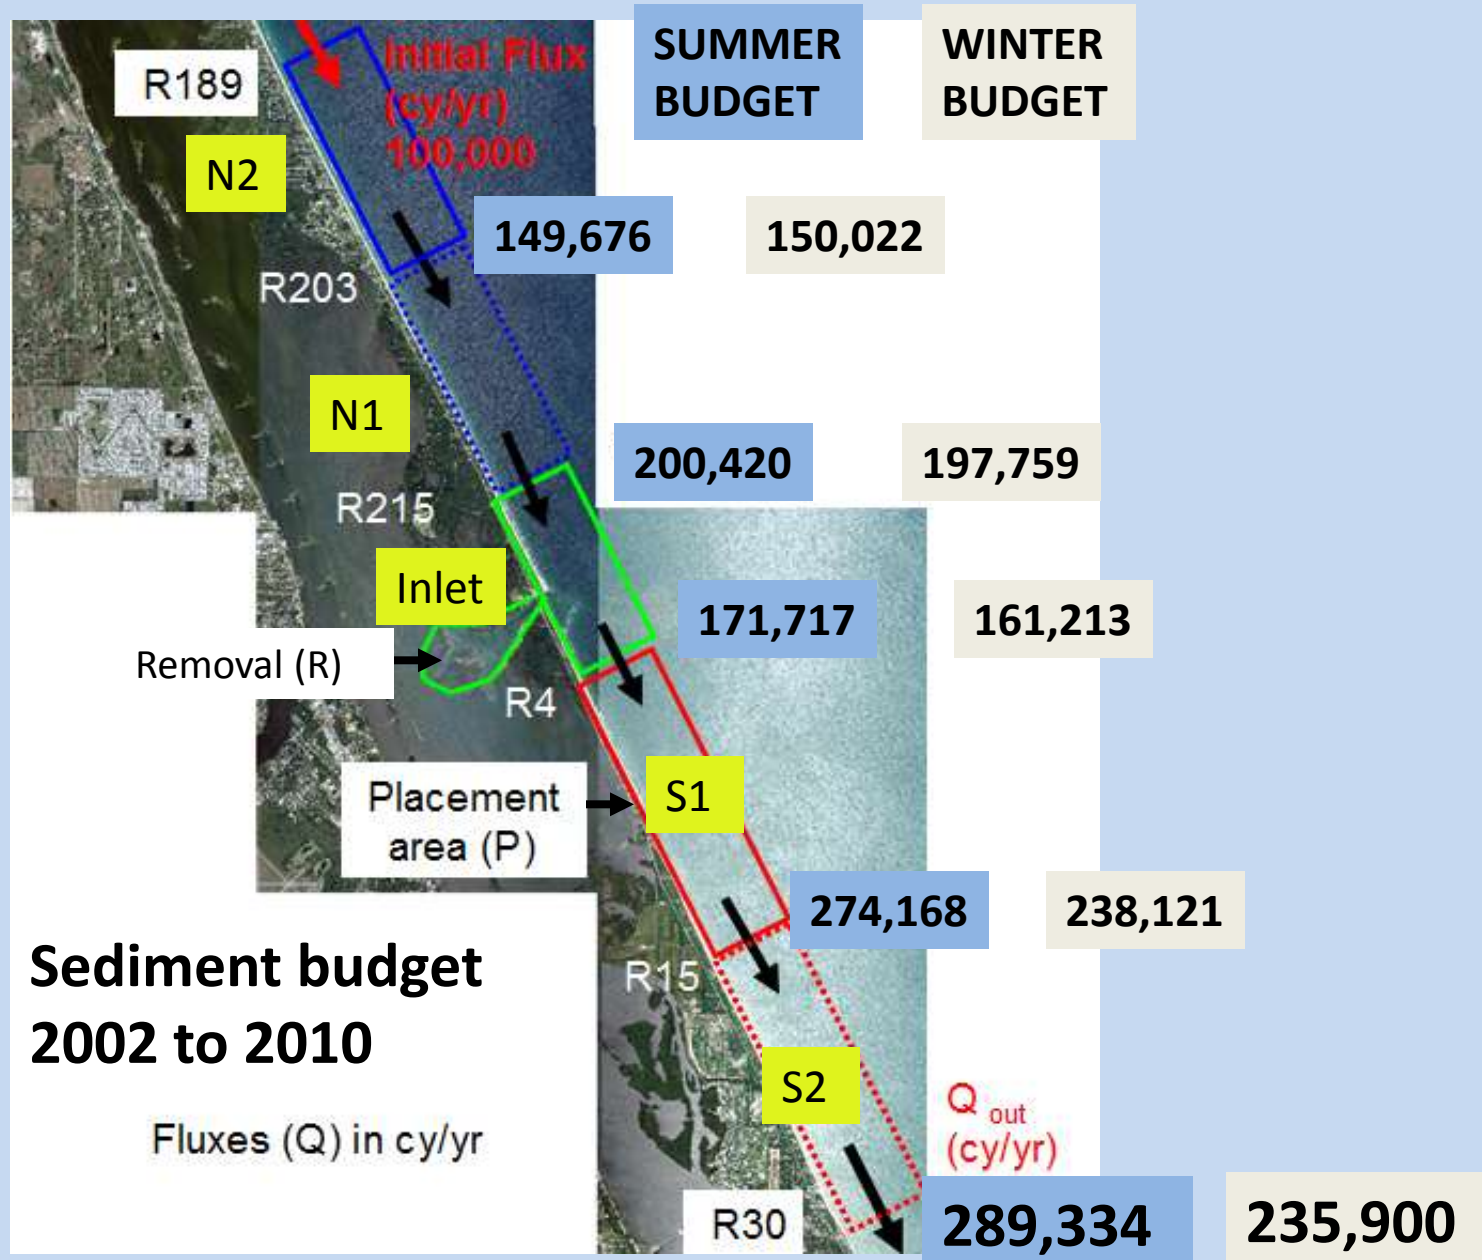 SUMMER
BUDGET
WINTER
BUDGET
R189
Initial Flux
(cy/yr)
100,000
N2
149,676
150,022
R203
N1
200,420
197,759
R215
Inlet
171,717
161,213
Removal (R)
R4
Placement
area (P)
S1
274,168
238,121
Sediment budget
2002 to 2010
R15
S2
Fluxes (Q) in cy/yr
Q out
(cy/yr)
R30
289,334
235,900